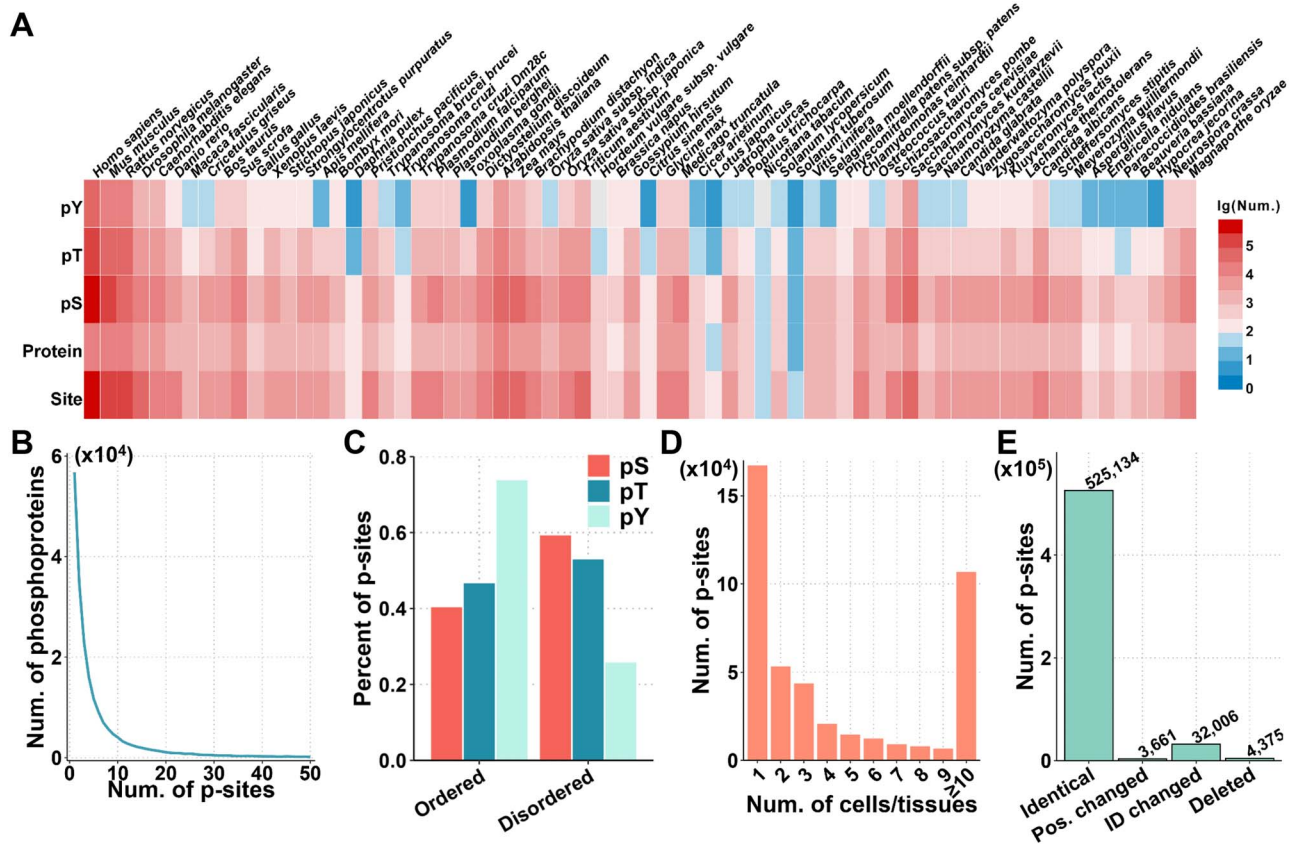 A
Homo sapiens
Mus musculus
Rattus norvegicus
Drosophila melanogaster
Caenorhabditis elegans
Danio rerio
Macaca fascicularis
Cricetulus griseus
Bos taurus
Sus scrofa
Gallus gallus
Xenopus laevis
Stichopus japonicus
Strongylocentrotus purpuratus
Apis mellifera
Bombyx mori
Daphnia pulex
Pristionchus pacificus
Trypanosoma brucei brucei
Trypanosoma cruzi
Trypanosoma cruzi Dm28c
Plasmodium falciparum
Plasmodium berghei
Toxoplasma gondii
Dictyostelium discoideum
Arabidopsis thaliana
Zea mays
Brachypodium distachyon
Oryza sativa subsp. indica
Oryza sativa subsp. japonica
Triticum aestivum
Hordeum vulgare subsp. vulgare
Brassica napus
Gossypium hirsutum
Citrus sinensis
Glycine max
Medicago truncatula
Cicer arietinum
Lotus japonicus
Jatropha curcas
Populus trichocarpa
Nicotiana tabacum
Solanum lycopersicum
Solanum tuberosum
Vitis vinifera
Selaginella moellendorffii
Physcomitrella patens subsp. patens
Chlamydomonas reinhardtii
Ostreococcus tauri
Schizosaccharomyces pombe
Saccharomyces cerevisiae
Saccharomyces kudriavzevii
Naumovozyma castellii
Candida glabrata
Vanderwaltozyma polyspora
Zygosaccharomyces rouxii
Kluyveromyces lactis
Lachancea thermotolerans
Candida albicans
Scheffersomyces stipitis
Meyerozyma guilliermondii
Aspergillus flavus
Emericella nidulans
Paracoccidioides brasiliensis
Beauveria bassiana
Hypocrea jecorina
Neurospora crassa
Magnaporthe oryzae
pY
pT
pS
Protein
Site
lg(Num.)
5
4
3
2
1
0
B
(x10⁴)
Num. of phosphoproteins
6
4
2
0
0 10 20 30 40 50
Num. of p-sites
C
Percent of p-sites
0.8
0.6
0.4
0.2
0.0
pS
pT
pY
Ordered
Disordered
D
(x10⁴)
Num. of p-sites
15
10
5
0
1 2 3 4 5 6 7 8 9 ≥10
Num. of cells/tissues
E
(x10⁵)
Num. of p-sites
4
2
0
525,134
3,661
32,006
4,375
Identical
Pos. changed
ID changed
Deleted